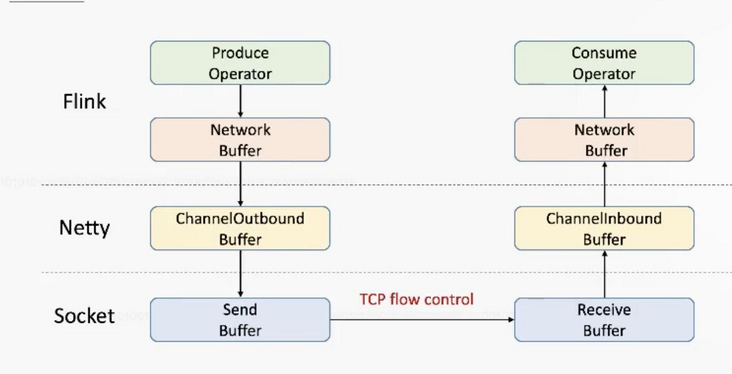 Produce
Operator
Consume
Operator
Flink
Network
Buffer
Network
Buffer
Netty
ChannelOutbound
Buffer
ChannelInbound
Buffer
TCP flow control
Socket
Send
Buffer
Receive
Buffer